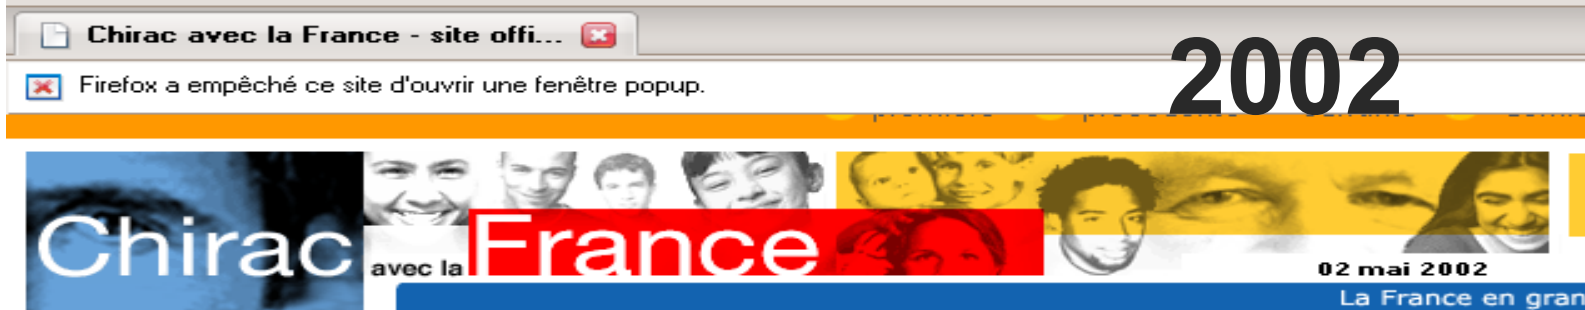 Chirac avec la France - site offi...
2002
Firefox a empêché ce site d'ouvrir une fenêtre popup.
Chirac avec la France
02 mai 2002
La France en gran